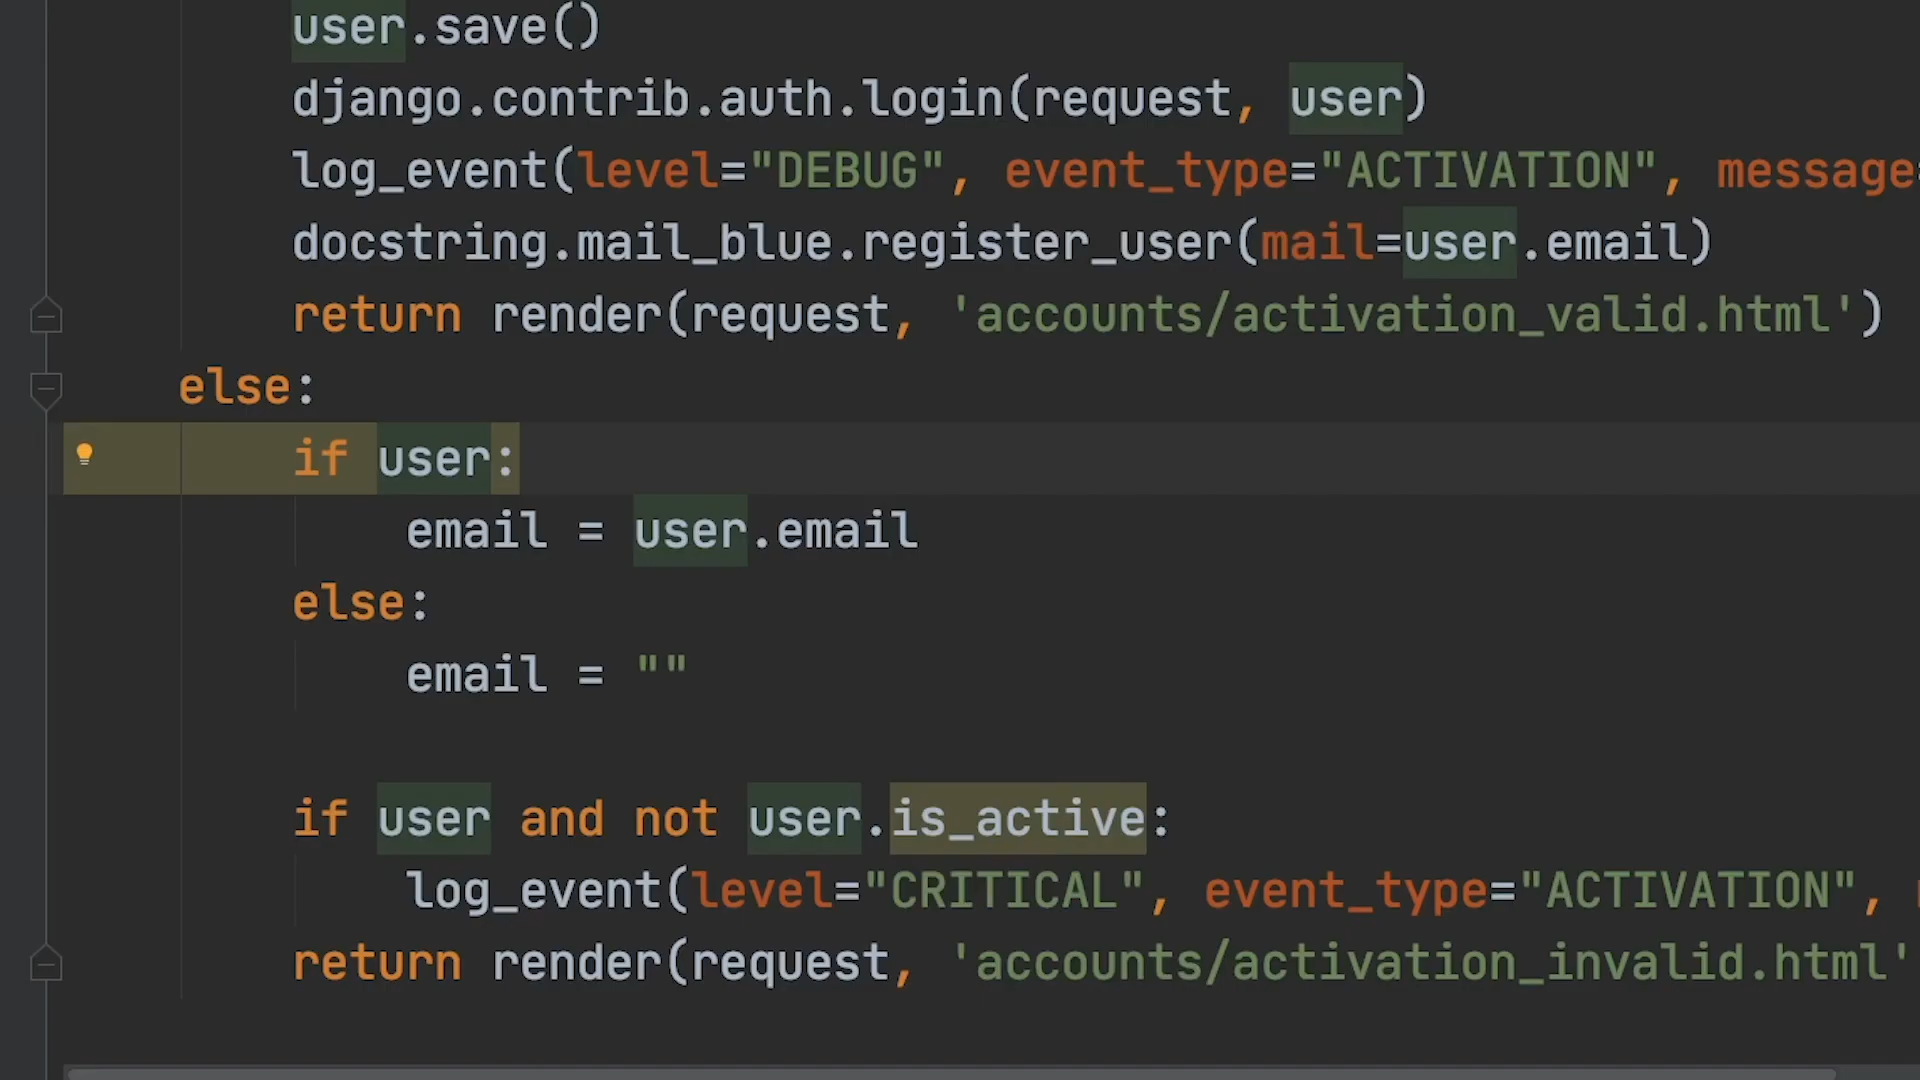 user.save()
django.contrib.auth.login(request, user)
log_event(level="DEBUG", event_type="ACTIVATION", message=
docstring.mail_blue.register_user(mail=user.email)
return render(request, 'accounts/activation_valid.html')
else:
if user:
email = user.email
else:
email = ""
if user and not user.is_active:
log_event(level="CRITICAL", event_type="ACTIVATION",
return render(request, 'accounts/activation_invalid.html'